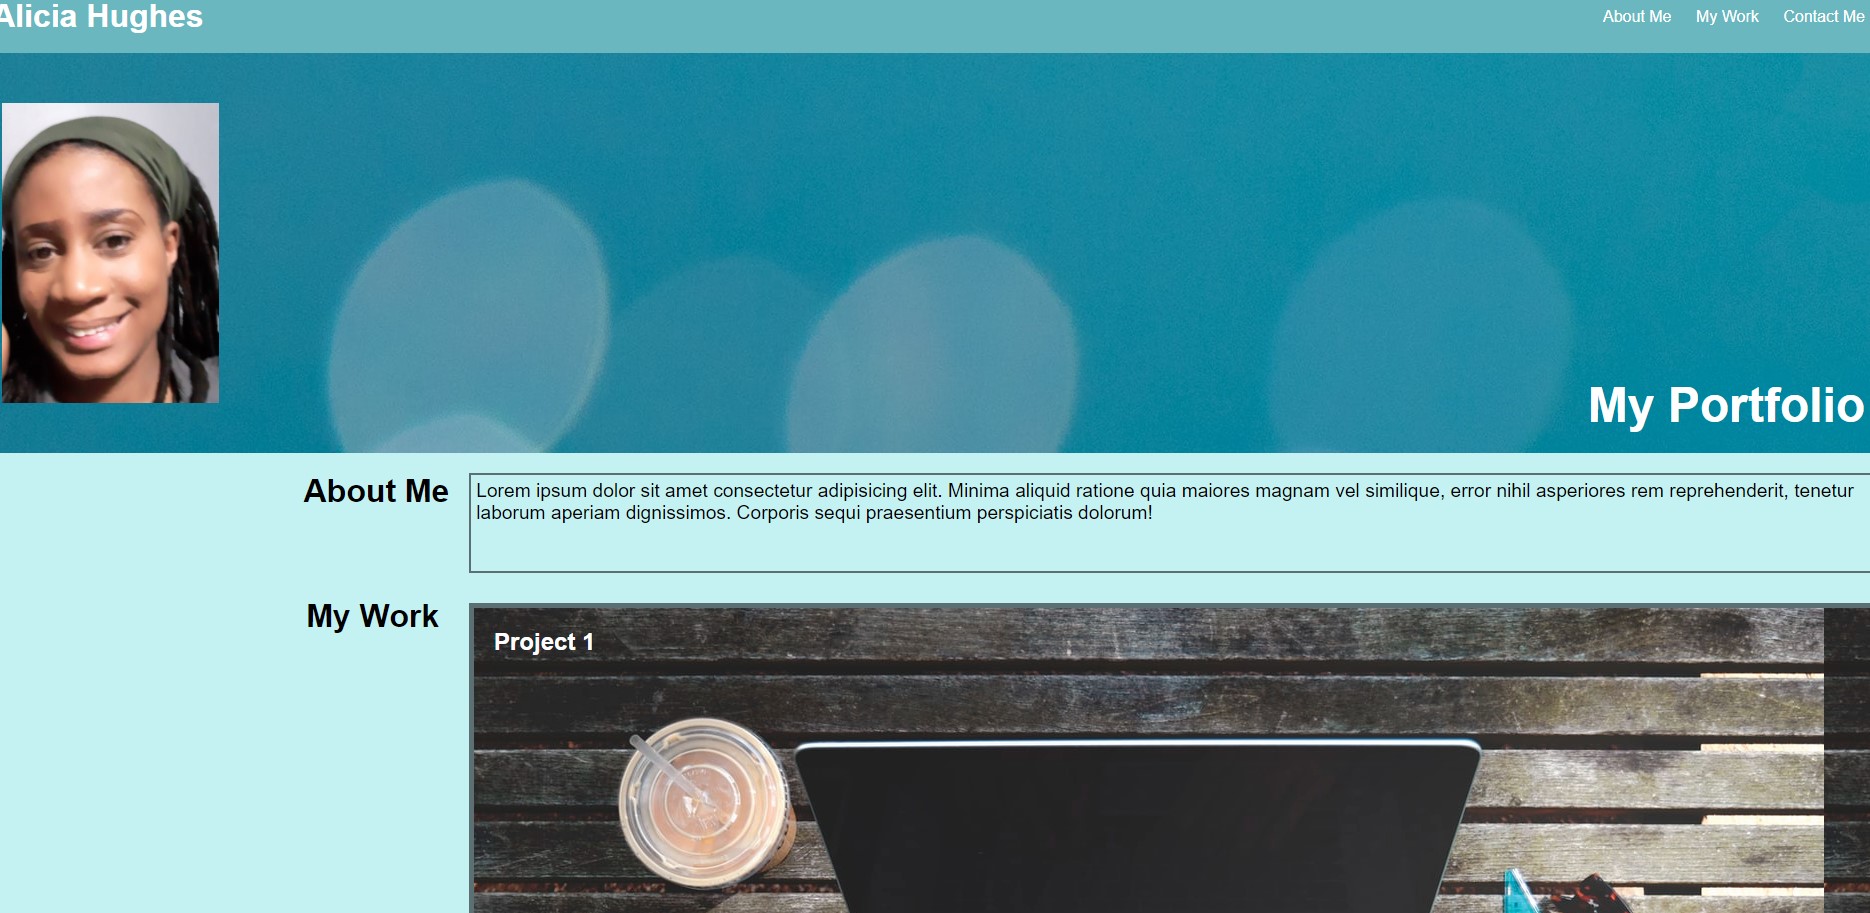 Alicia Hughes
About Me My Work Contact Me
My Portfolio
About Me
Lorem ipsum dolor sit amet consectetur adipisicing elit. Minima aliquid ratione quia maiores magnam vel similique, error nihil asperiores rem reprehenderit, tenetur
laborum aperiam dignissimos. Corporis sequi praesentium perspiciatis dolorum!
My Work
Project 1